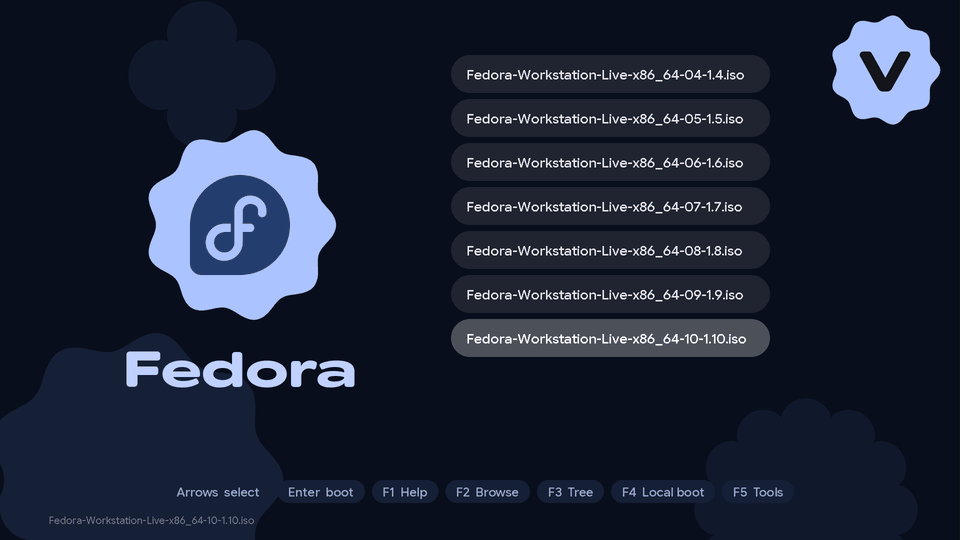 Fedora-Workstation-Live-x86_64-04-1.4.iso
Fedora-Workstation-Live-x86_64-05-1.5.iso
Fedora-Workstation-Live-x86_64-06-1.6.iso
Fedora-Workstation-Live-x86_64-07-1.7.iso
Fedora-Workstation-Live-x86_64-08-1.8.iso
Fedora-Workstation-Live-x86_64-09-1.9.iso
Fedora-Workstation-Live-x86_64-10-1.10.iso
V
Fedora
Arrows select Enter boot F1 Help F2 Browse F3 Tree F4 Local boot F5 Tools
Fedora-Workstation-Live-x86_64-10-1.10.iso